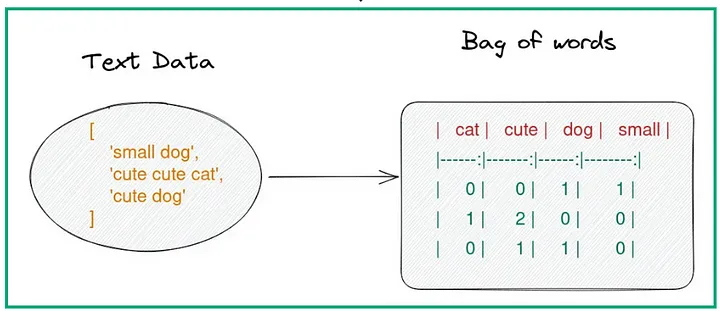 Text Data
[
'small dog',
'cute cute cat',
'cute dog'
]
Bag of words
| cat | cute | dog | small |
|------:|-------:|------:|--------:|
| 0 | 0 | 1 | 1 |
| 1 | 2 | 0 | 0 |
| 0 | 1 | 1 | 0 |